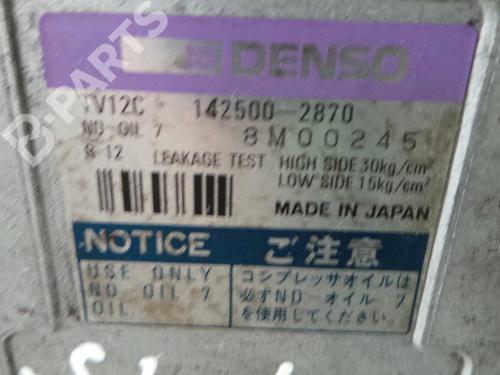 DENSO
TV12C 142500-2870
ND-OIL 7 8M00245
R-12 LEAKAGE TEST HIGH SIDE 30kg/cm²
LOW SIDE 15kg/cm²
MADE IN JAPAN
NOTICE
USE ONLY
ND-OIL 7
OIL.
ご注意
コンプレッサオイルは
必ずND-オイル 7
を使用してください。
B-PARTS